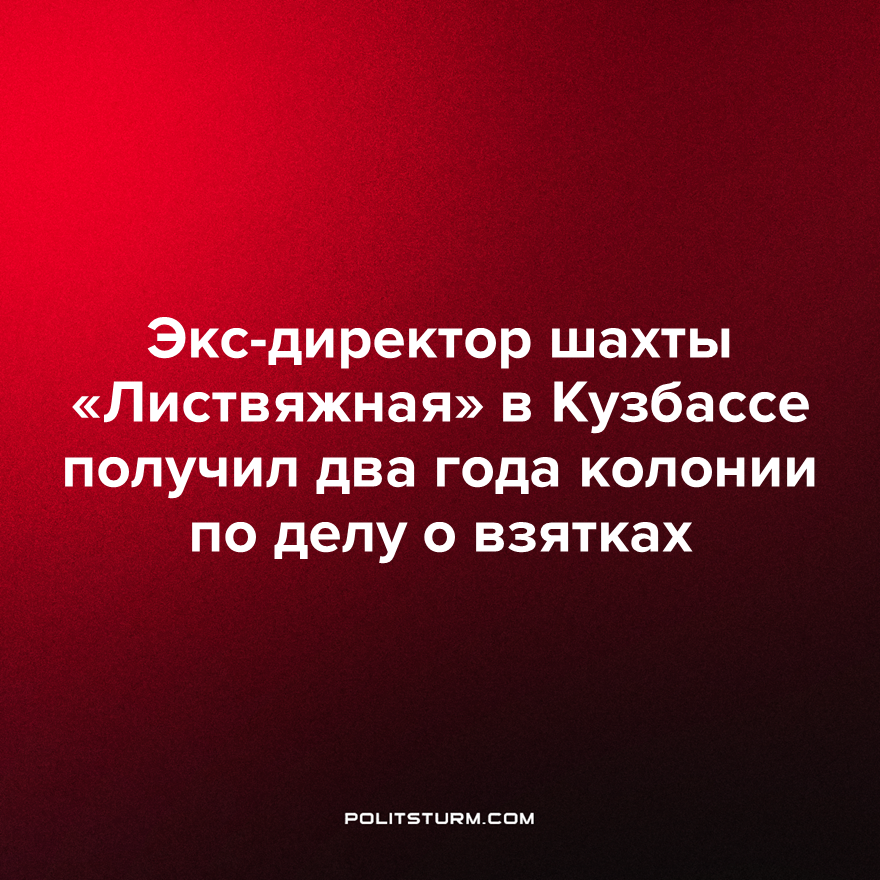 Экс-директор шахты
«Листвяжная» в Кузбассе
получил два года колонии
по делу о взятках
POLITSTURM.COM